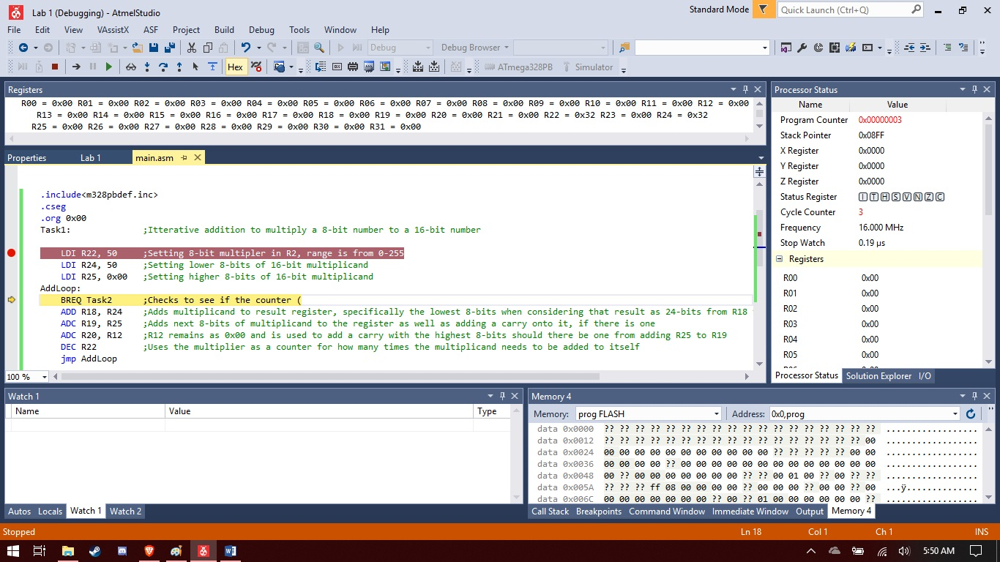 Lab 1 (Debugging) - AtmelStudio
Standard Mode
Quick Launch (Ctrl+Q)
File Edit View VAssistX ASF Project Build Debug Tools Window Help
Debug Debug Browser
Hex ATmega328PB Simulator
Registers
R00 = 0x00 R01 = 0x00 R02 = 0x00 R03 = 0x00 R04 = 0x00 R05 = 0x00 R06 = 0x00 R07 = 0x00 R08 = 0x00 R09 = 0x00 R10 = 0x00 R11 = 0x00 R12 = 0x00
R13 = 0x00 R14 = 0x00 R15 = 0x00 R16 = 0x00 R17 = 0x00 R18 = 0x00 R19 = 0x00 R20 = 0x00 R21 = 0x00 R22 = 0x32 R23 = 0x00 R24 = 0x32
R25 = 0x00 R26 = 0x00 R27 = 0x00 R28 = 0x00 R29 = 0x00 R30 = 0x00 R31 = 0x00
Properties Lab 1 main.asm
.include<m328pbdef.inc>
.cseg
.org 0x00
Task1: ;Itterative addition to multiply a 8-bit number to a 16-bit number
LDI R22, 50 ;Setting 8-bit multipler in R2, range is from 0-255
LDI R24, 50 ;Setting lower 8-bits of 16-bit multiplicand
LDI R25, 0x00 ;Setting higher 8-bits of 16-bit multiplicand
AddLoop:
BREQ Task2 ;Checks to see if the counter (
ADD R18, R24 ;Adds multiplicand to result register, specifically the lowest 8-bits when considering that result as 24-bits from R18
ADC R19, R25 ;Adds next 8-bits of multiplicand to the register as well as adding a carry onto it, if there is one
ADC R20, R12 ;R12 remains as 0x00 and is used to add a carry with the highest 8-bits should there be one from adding R25 to R19
DEC R22 ;Uses the multiplier as a counter for how many times the multiplicand needs to be added to itself
jmp AddLoop
100 %
Processor Status
Name Value
Program Counter 0x00000003
Stack Pointer 0x08FF
X Register 0x0000
Y Register 0x0000
Z Register 0x0000
Status Register I T H S V N Z C
Cycle Counter 3
Frequency 16.000 MHz
Stop Watch 0.19 µs
Registers
R00 0x00
R01 0x00
R02 0x00
R03 0x00
R04 0x00
R05 0x00
Processor Status Solution Explorer I/O
Watch 1
Name Value Type
Autos Locals Watch 1 Watch 2
Memory 4
Memory: prog FLASH Address: 0x0,prog
data 0x0000 ?? ?? ?? ?? ?? ?? ?? ?? ?? ?? ?? ?? ?? ?? ?? ?? ?? ?? ..................
data 0x0012 ?? ?? ?? ?? ?? ?? ?? ?? ?? ?? ?? ?? ?? ?? ?? ?? ?? 00 ..................
data 0x0024 00 00 00 00 00 00 00 00 00 00 00 ?? ?? ?? ?? ?? 00 00 ..................
data 0x0036 00 00 00 00 ?? 00 00 00 00 00 00 00 00 00 00 00 00 00 ..................
data 0x0048 00 ?? 00 00 00 00 00 00 00 ?? ?? 00 01 00 ?? 00 ?? ?? ..................
data 0x005A ?? ?? ?? ff 08 00 00 00 00 ?? 00 00 00 ?? 00 00 ?? 00 ...ÿ..............
data 0x006C 00 00 00 00 00 00 00 ?? 00 ?? 01 00 00 00 00 00 00 ?? ..................
Call Stack Breakpoints Command Window Immediate Window Output Memory 4
Stopped Ln 18 Col 1 Ch 1 INS
5:50 AM